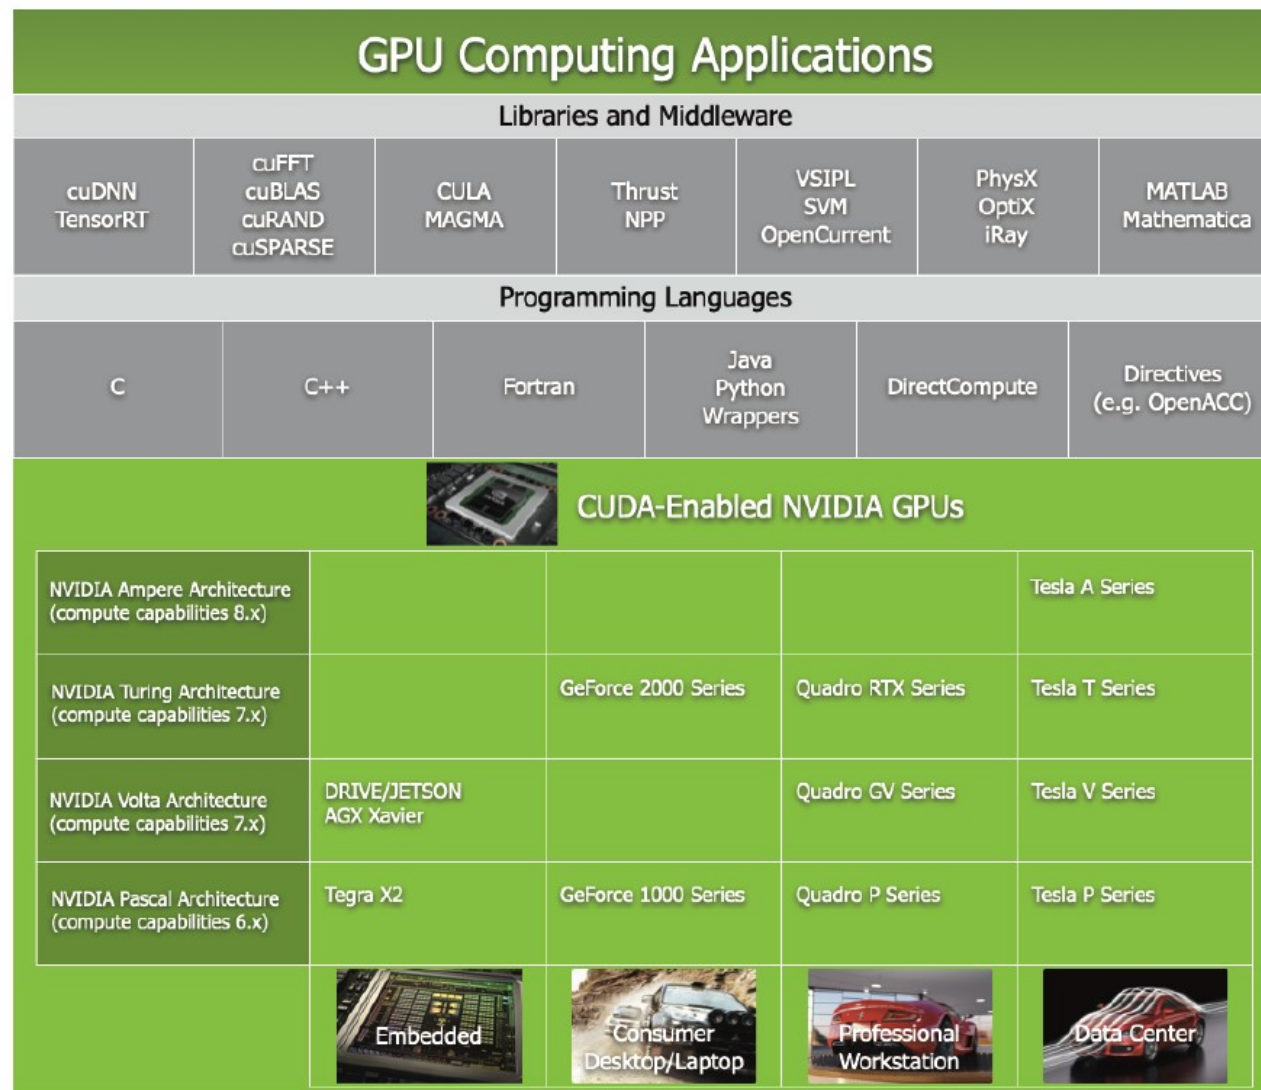 GPU Computing Applications
Libraries and Middleware
cuDNN
TensorRT
cuFFT
cuBLAS
cuRAND
cuSPARSE
CULA
MAGMA
Thrust
NPP
VSIPL
SVM
OpenCurrent
PhysX
OptiX
iRay
MATLAB
Mathematica
Programming Languages
C
C++
Fortran
Java
Python
Wrappers
DirectCompute
Directives
(e.g. OpenACC)
CUDA-Enabled NVIDIA GPUs
NVIDIA Ampere Architecture
(compute capabilities 8.x)
Tesla A Series
NVIDIA Turing Architecture
(compute capabilities 7.x)
GeForce 2000 Series
Quadro RTX Series
Tesla T Series
NVIDIA Volta Architecture
(compute capabilities 7.x)
DRIVE/JETSON
AGX Xavier
Quadro GV Series
Tesla V Series
NVIDIA Pascal Architecture
(compute capabilities 6.x)
Tegra X2
GeForce 1000 Series
Quadro P Series
Tesla P Series
Embedded
Consumer
Desktop/Laptop
Professional
Workstation
Data Center